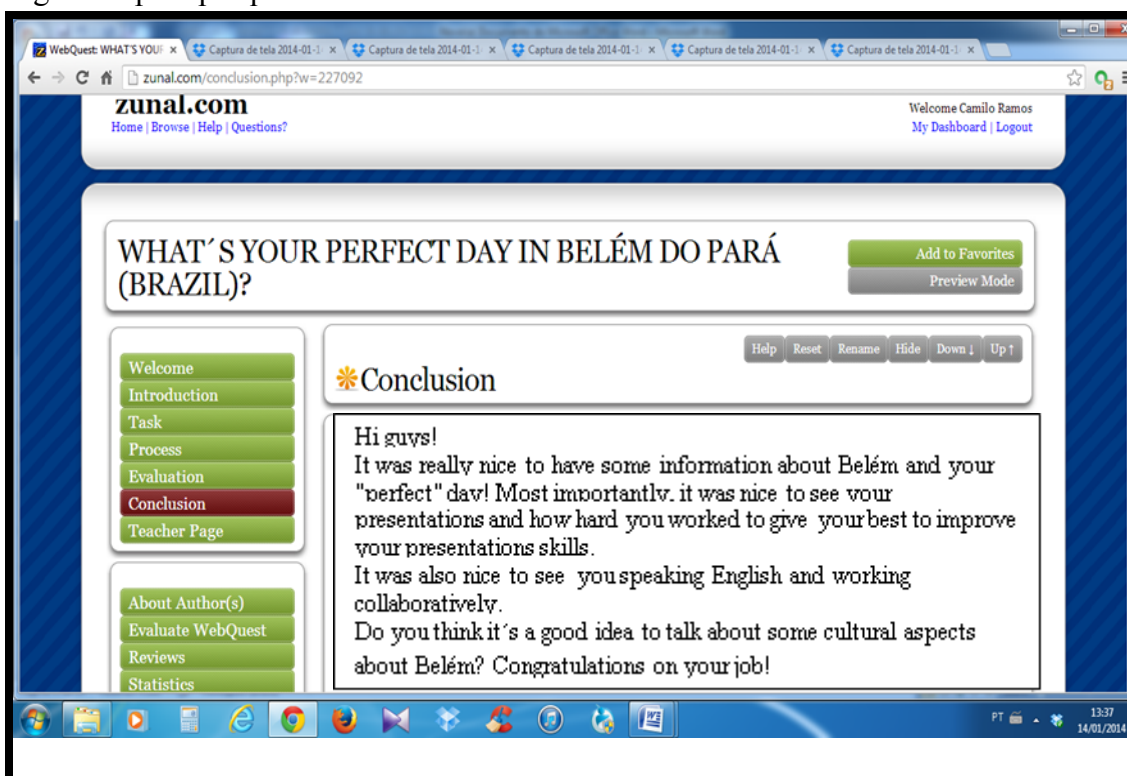 WebQuest: WHAT'S YOUR
Captura de tela 2014-01-1
Captura de tela 2014-01-1
Captura de tela 2014-01-1
Captura de tela 2014-01-1
Captura de tela 2014-01-1
zunal.com/conclusion.php?w=227092
zunal.com
Home | Browse | Help | Questions?
Welcome Camilo Ramos
My Dashboard | Logout
WHAT´S YOUR PERFECT DAY IN BELÉM DO PARÁ
(BRAZIL)?
Add to Favorites
Preview Mode
Welcome
Introduction
Task
Process
Evaluation
Conclusion
Teacher Page
About Author(s)
Evaluate WebQuest
Reviews
Statistics
Help Reset Rename Hide Down ↓ Up ↑
Conclusion
Hi guys!
It was really nice to have some information about Belém and your
"perfect" day! Most importantly, it was nice to see your
presentations and how hard you worked to give your best to improve
your presentations skills.
It was also nice to see you speaking English and working
collaboratively.
Do you think it´s a good idea to talk about some cultural aspects
about Belém? Congratulations on your job!
PT
13:37
14/01/2014